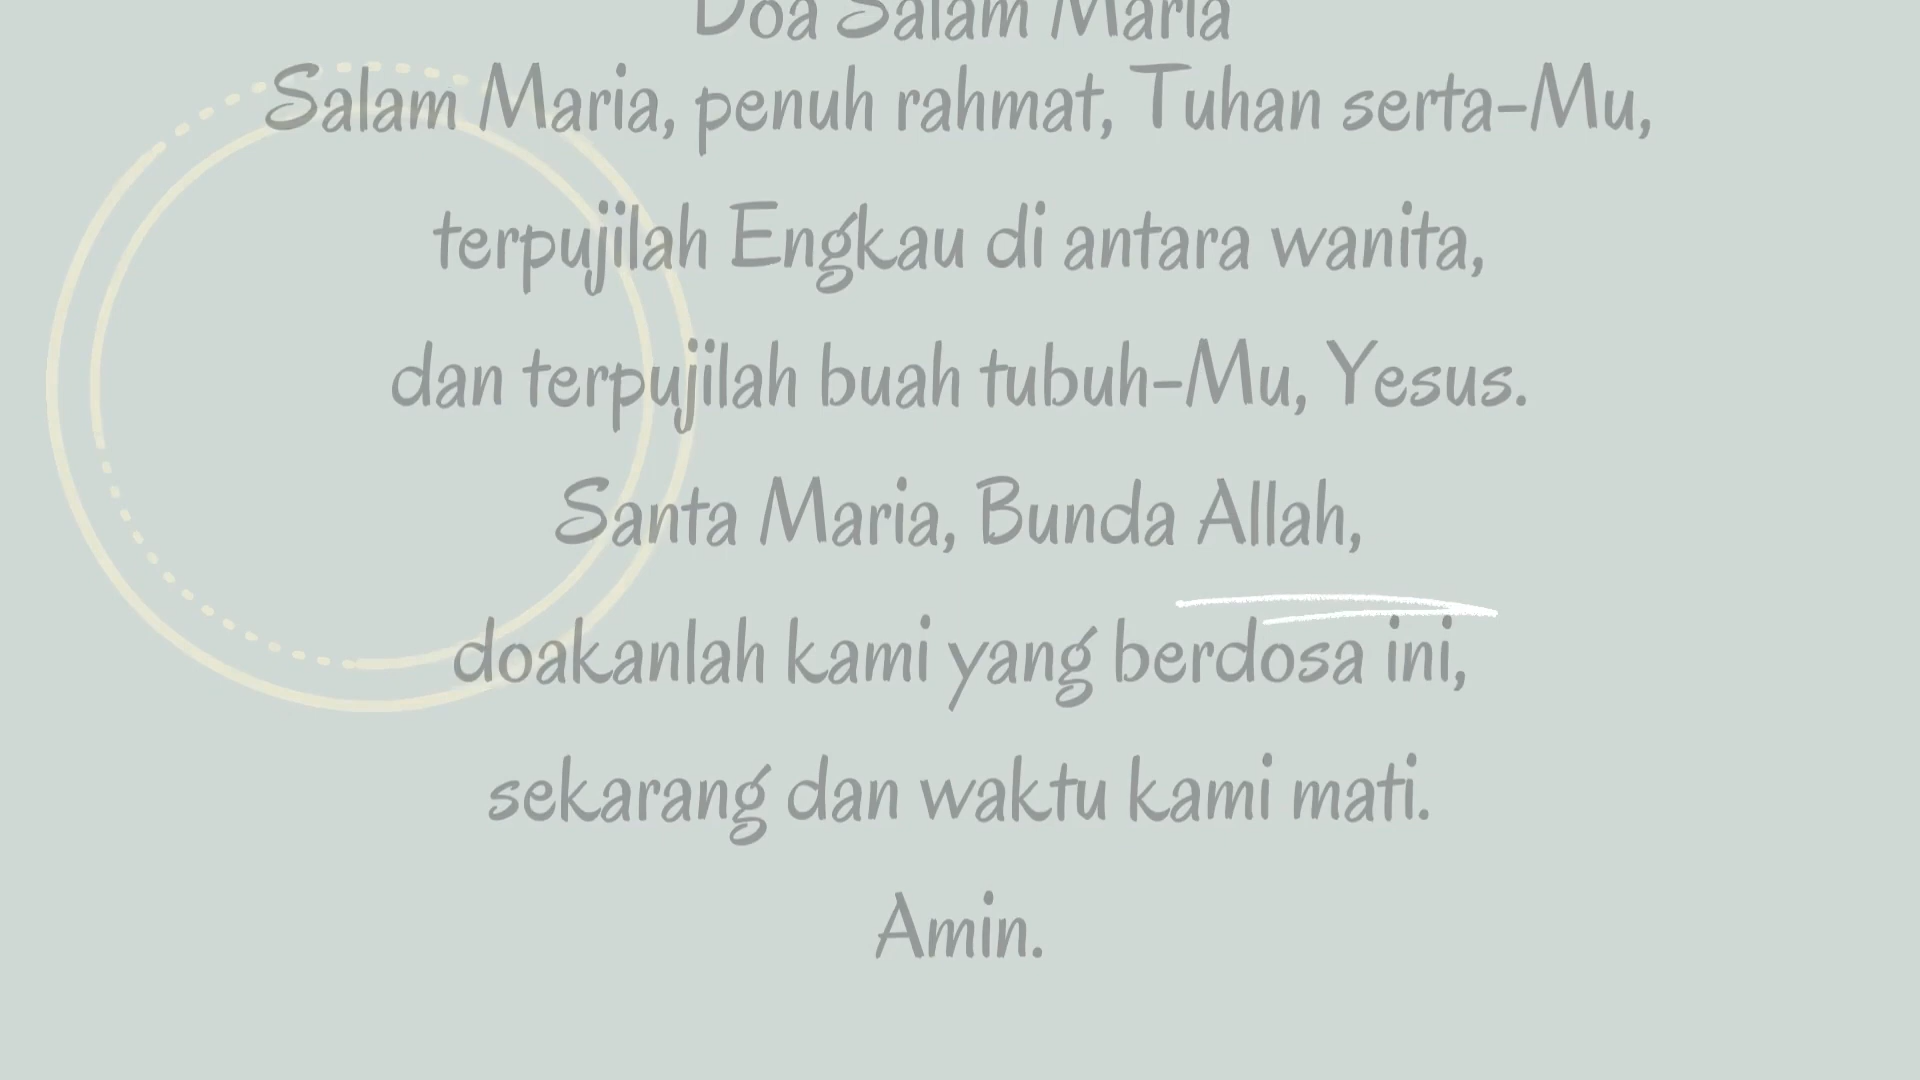 Doa Salam Maria
Salam Maria, penuh rahmat, Tuhan serta-Mu,
terpujilah Engkau di antara wanita,
dan terpujilah buah tubuh-Mu, Yesus.
Santa Maria, Bunda Allah,
doakanlah kami yang berdosa ini,
sekarang dan waktu kami mati.
Amin.